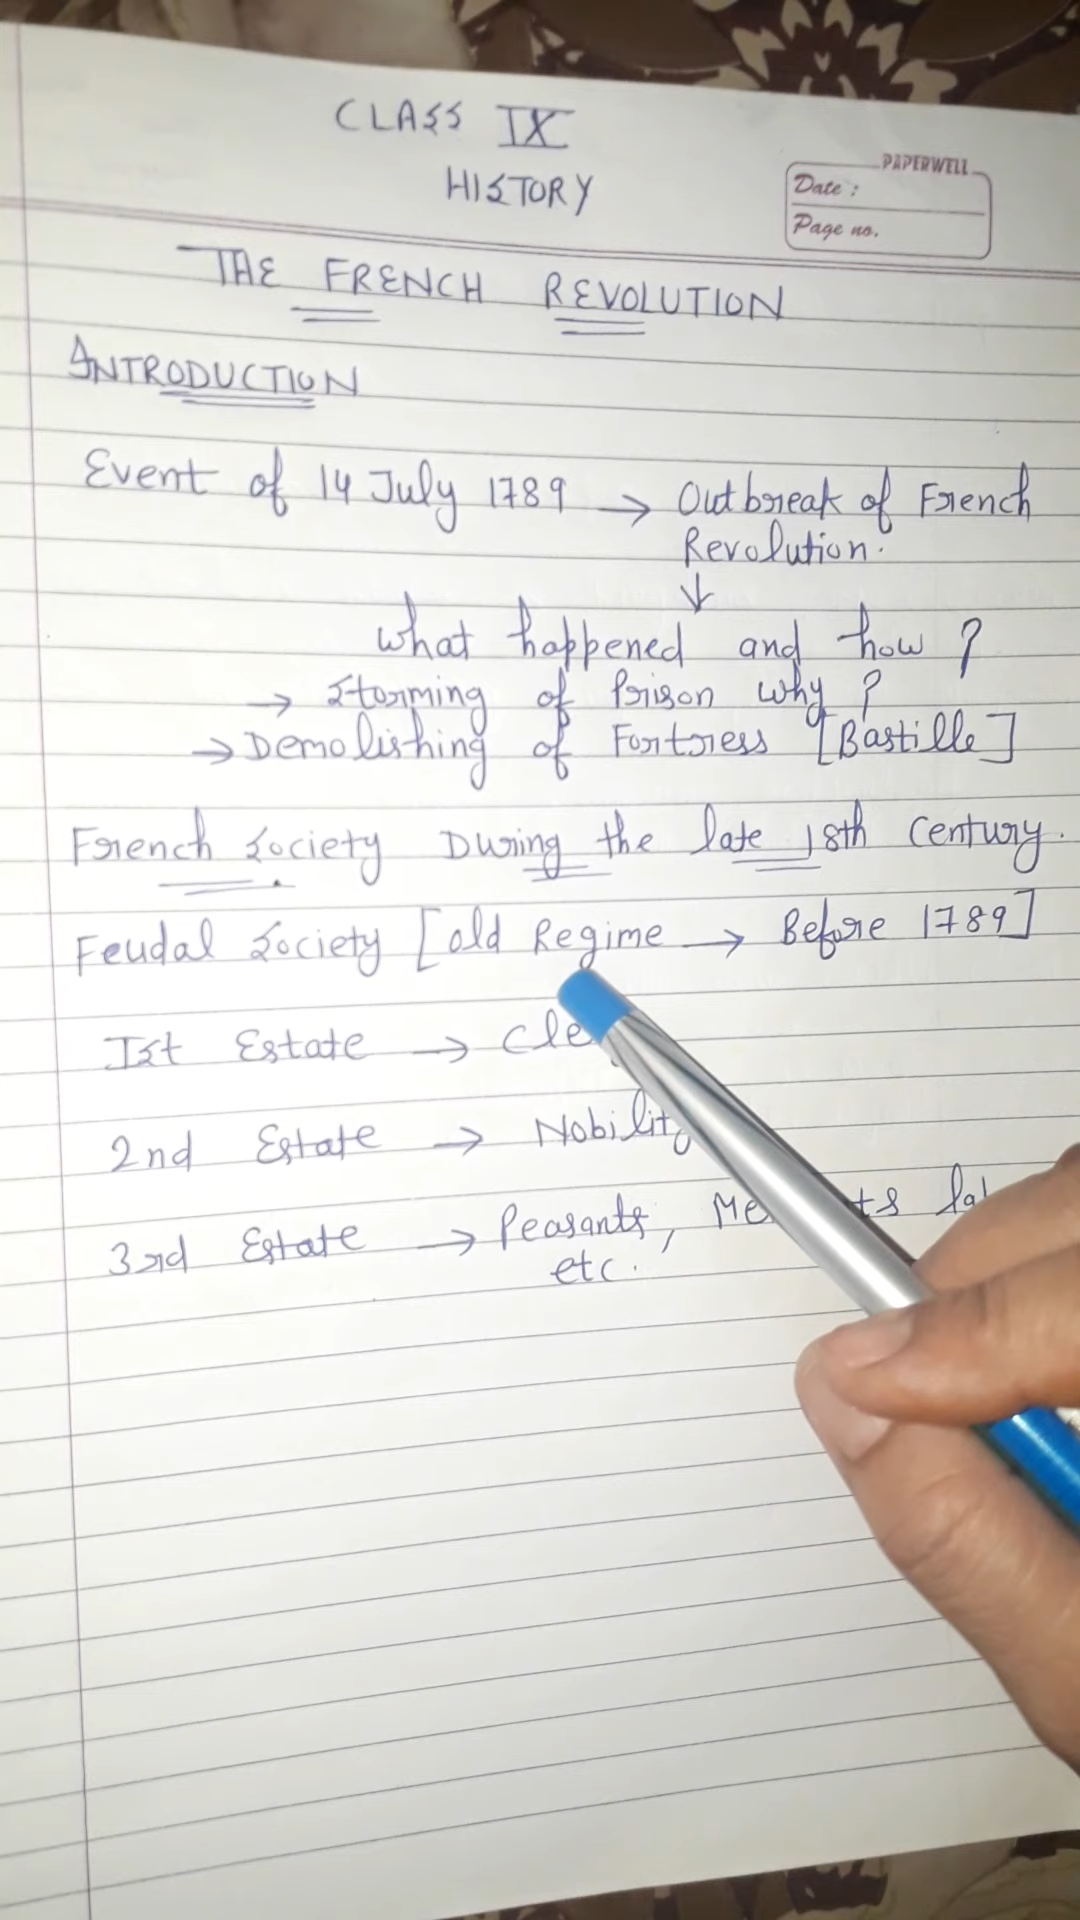 CLASS IX
HISTORY
PAPERWELL
Date :
Page no.
THE FRENCH REVOLUTION
INTRODUCTION
Event of 14 July 1789 → Outbreak of French
Revolution.
↓
What happened and how ?
→ Storming of Prison why ?
→ Demolishing of Fortress [Bastille]
French Society During the late 18th Century.
Feudal Society [old Regime → Before 1789]
Ist Estate →
2nd Estate → Nobility
3rd Estate → Peasants,
etc.